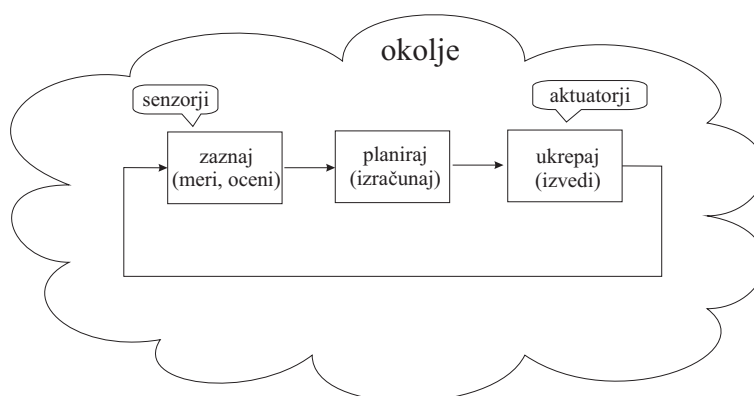 okolje
senzorji
aktuatorji
zaznaj
(meri, oceni)
planiraj
(izračunaj)
ukrepaj
(izvedi)